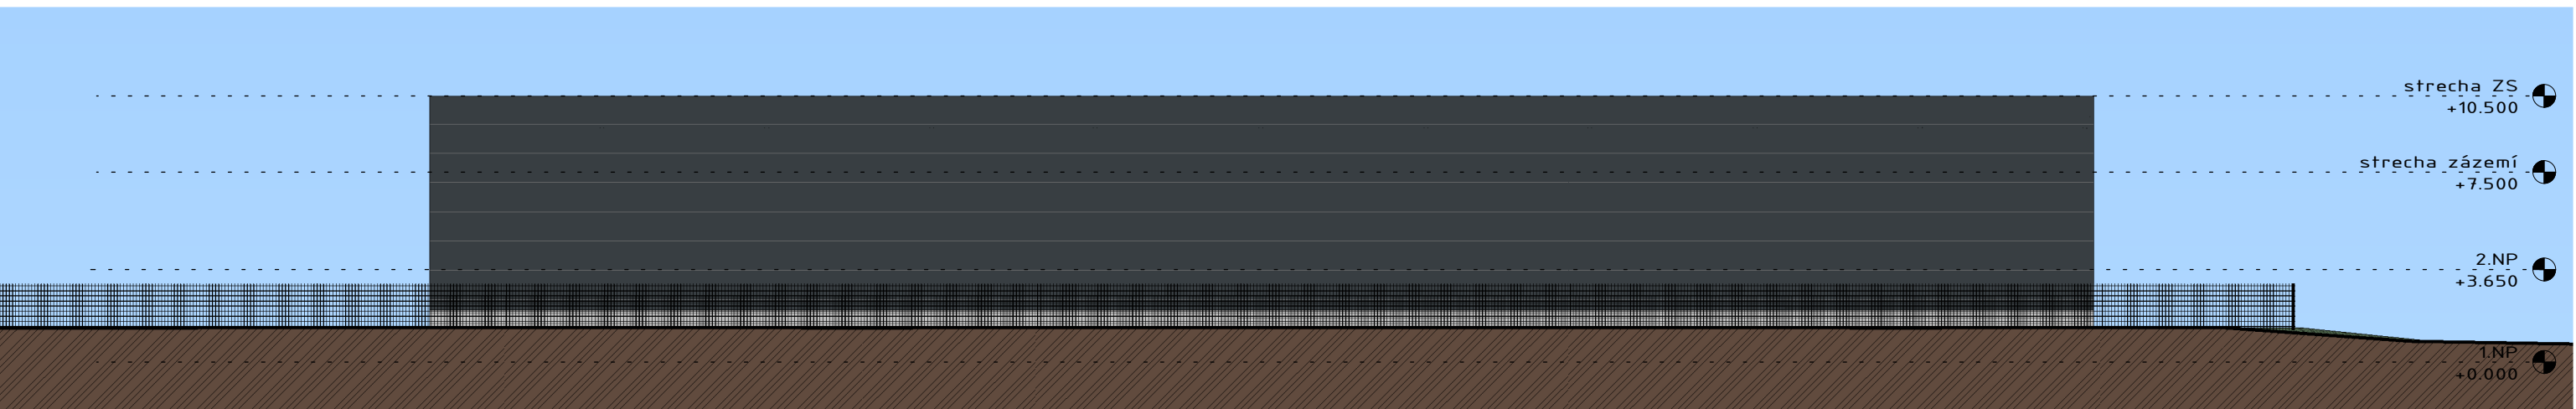 strecha ZS
+10.500
strecha zázemí
+7.500
2.NP
+3.650
1.NP
+0.000